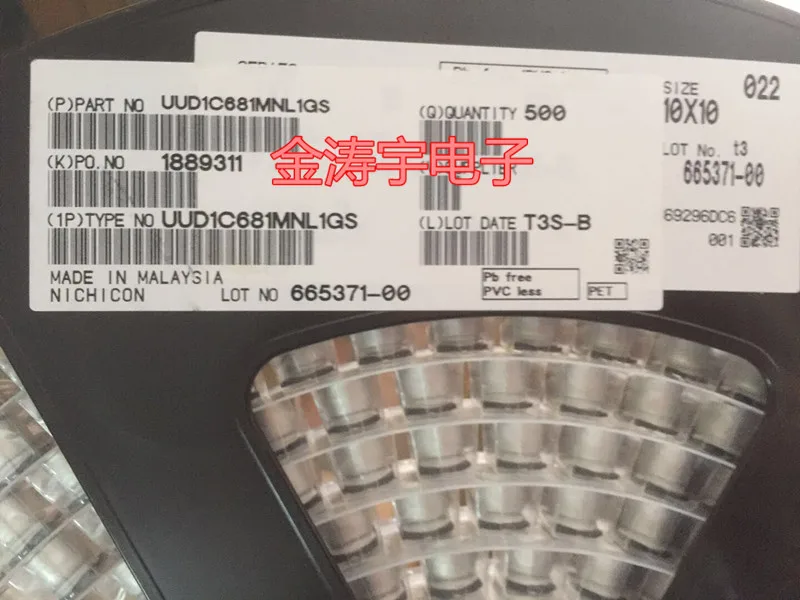 (P)PART NO UUD1C681MNL1GS
(Q)QUANTITY 500
(K)PO.NO 1889311
金涛宇电子
(1P)TYPE NO UUD1C681MNL1GS
(L)LOT DATE T3S-B
MADE IN MALAYSIA
NICHICON LOT NO 665371-00
Pb free
PVC less
PET
SIZE 022
10X10
LOT No. t3
665371-00
69296DC6
001